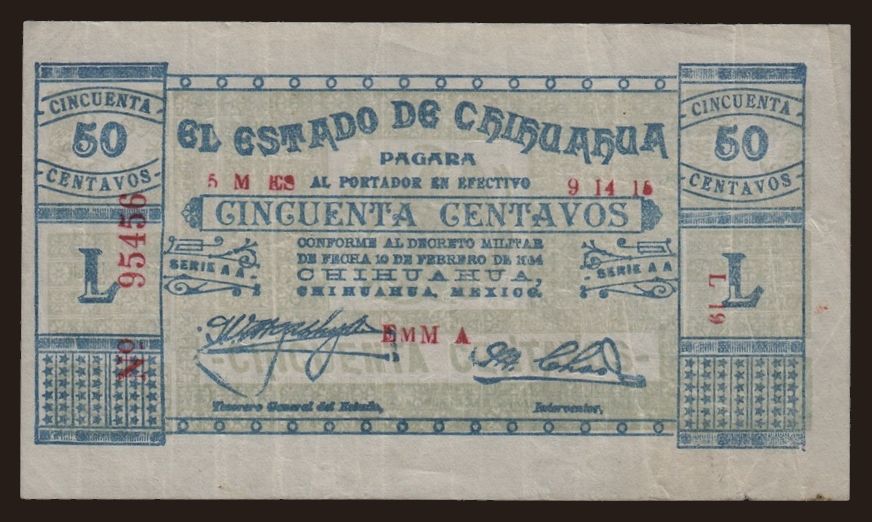 CINCUENTA
50
CENTAVOS
L
Nº 95456
EL ESTADO DE CHIHUAHUA
PAGARA
5 M ES AL PORTADOR EN EFECTIVO 9 14 15
CINCUENTA CENTAVOS
CONFORME AL DECRETO MILITAR
DE FECHA 10 DE FEBRERO DE 1914
CHIHUAHUA,
CHIHUAHUA, MEXICO.
SERIE A A
SERIE A A
EMM A
Tesorero General del Estado,
Interventor,
CINCUENTA
50
CENTAVOS
L
L 19